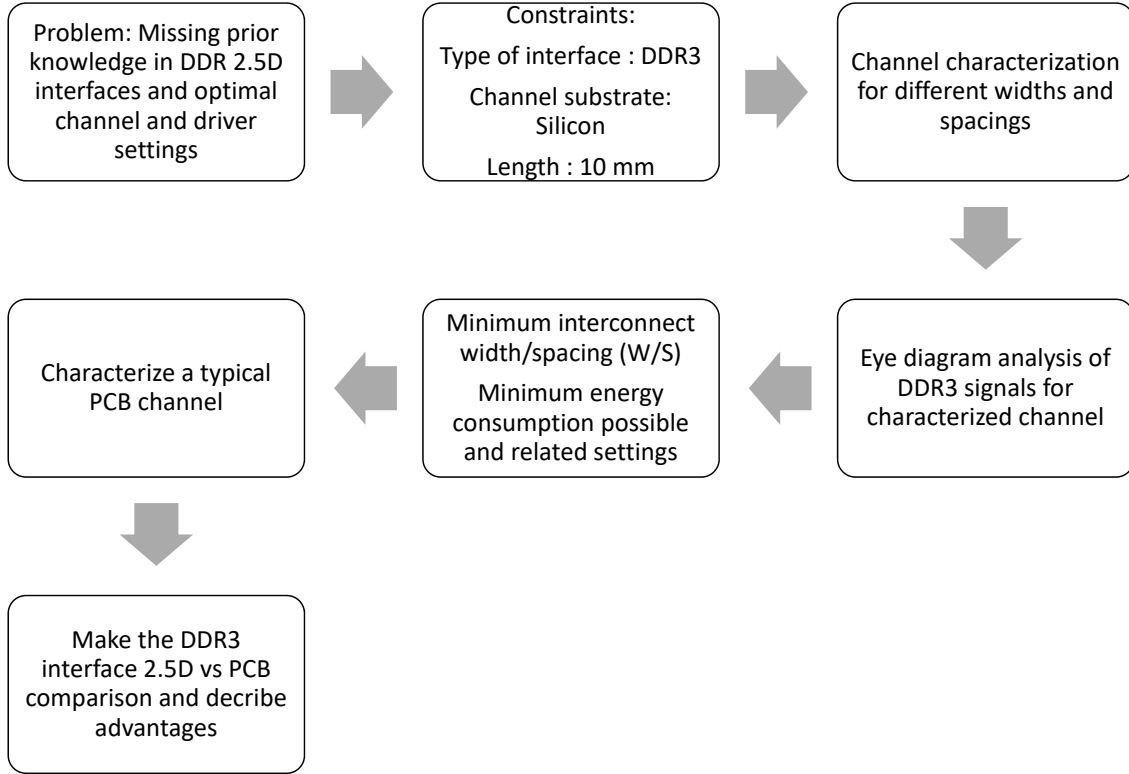 Problem: Missing prior
knowledge in DDR 2.5D
interfaces and optimal
channel and driver
settings
Constraints:
Type of interface : DDR3
Channel substrate:
Silicon
Length : 10 mm
Channel characterization
for different widths and
spacings
Eye diagram analysis of
DDR3 signals for
characterized channel
Minimum interconnect
width/spacing (W/S)
Minimum energy
consumption possible
and related settings
Characterize a typical
PCB channel
Make the DDR3
interface 2.5D vs PCB
comparison and decribe
advantages